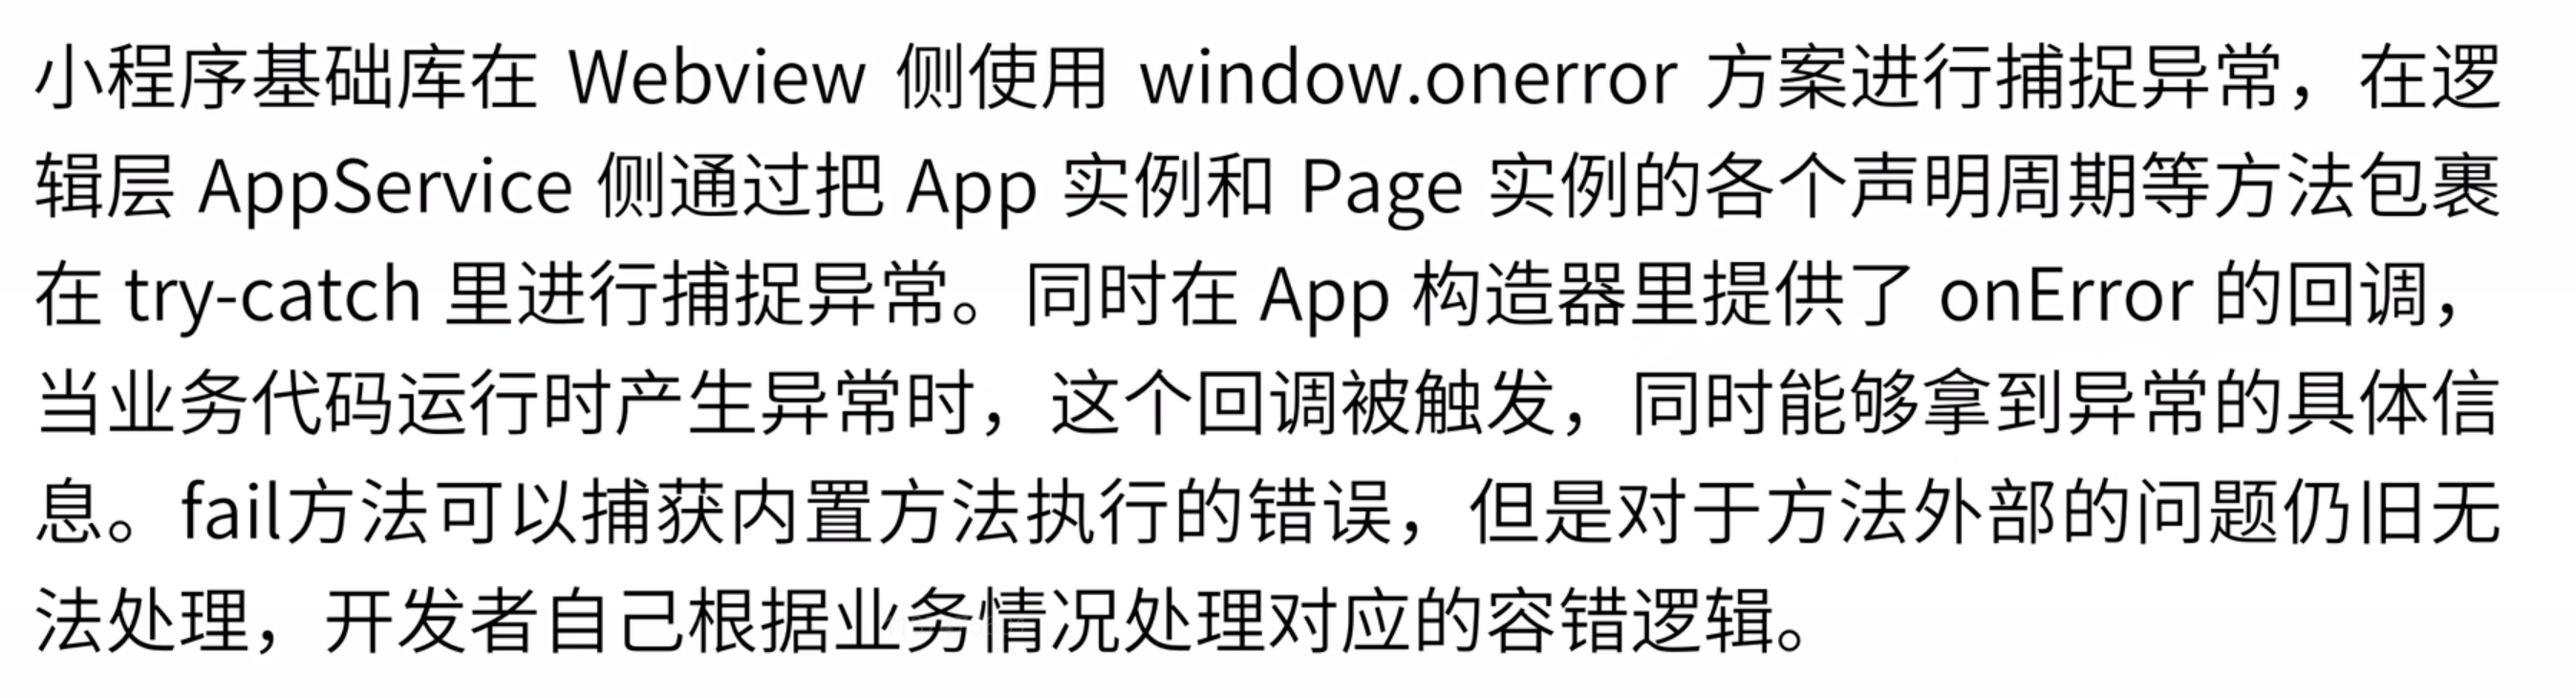 小程序基础库在 Webview 侧使用 window.onerror 方案进行捕捉异常，在逻
辑层 AppService 侧通过把 App 实例和 Page 实例的各个声明周期等方法包裹
在 try-catch 里进行捕捉异常。同时在 App 构造器里提供了 onError 的回调，
当业务代码运行时产生异常时，这个回调被触发，同时能够拿到异常的具体信
息。fail方法可以捕获内置方法执行的错误，但是对于方法外部的问题仍旧无
法处理，开发者自己根据业务情况处理对应的容错逻辑。